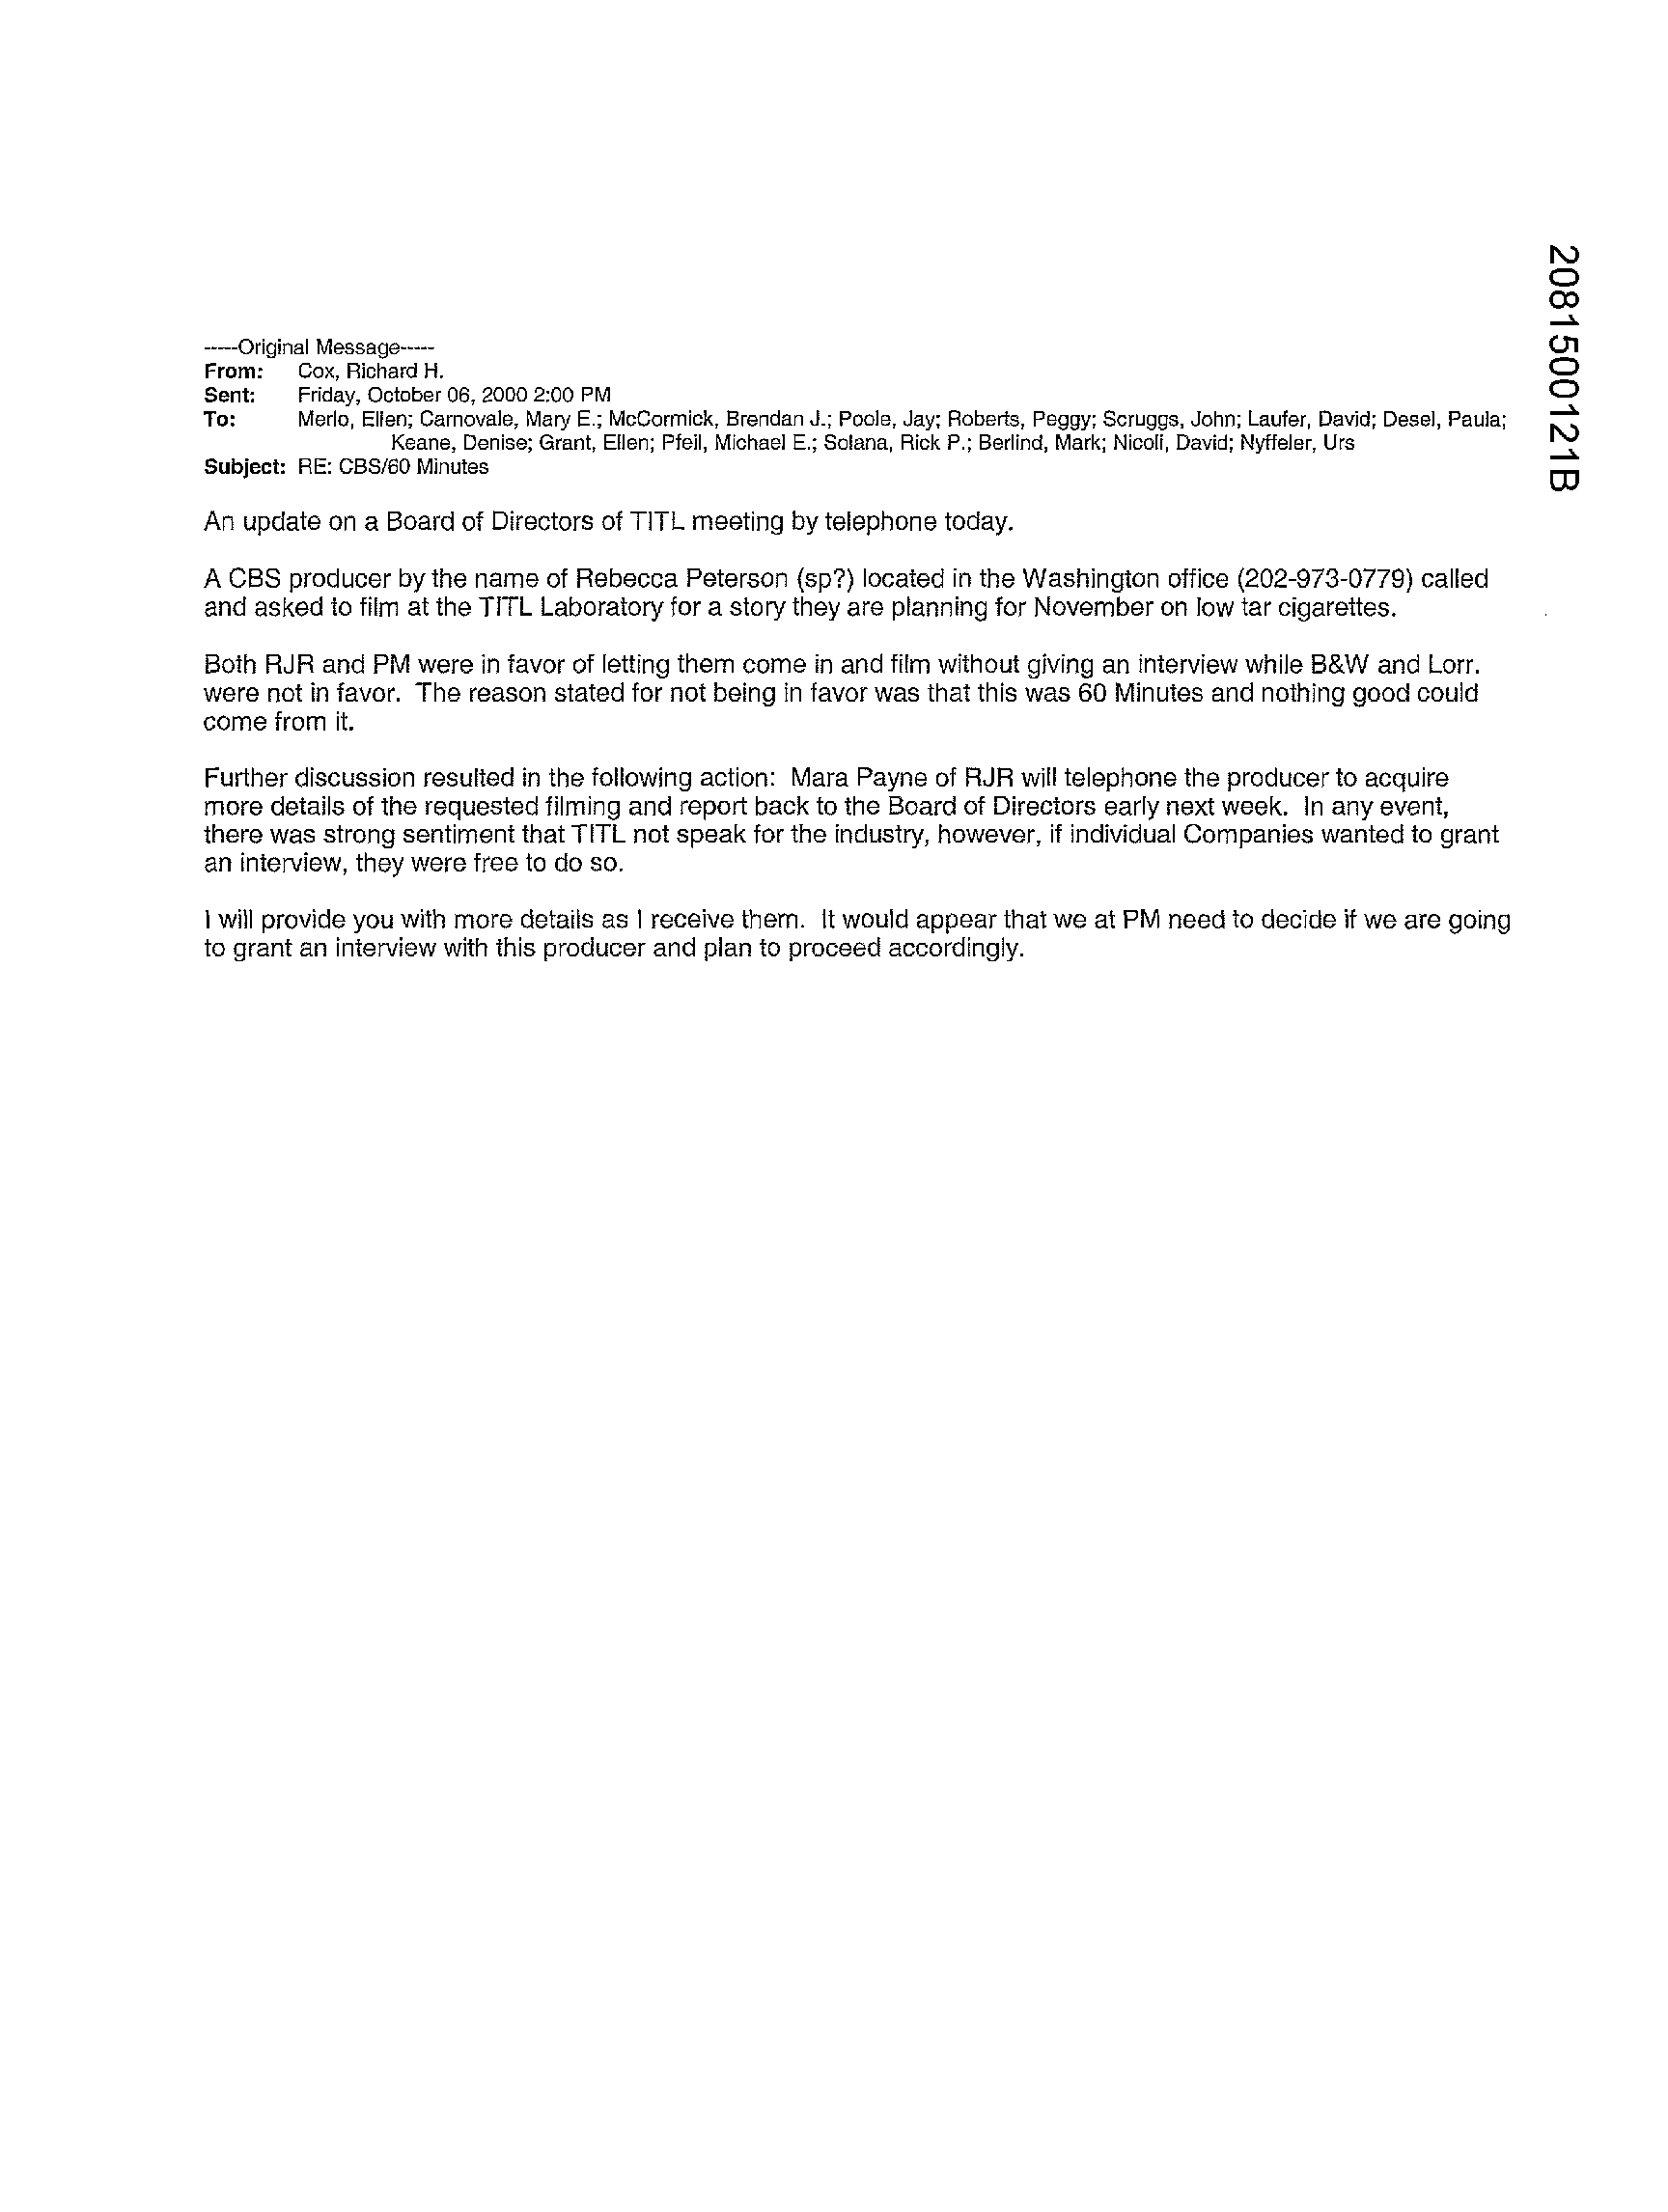 -----Original Message-----
From: Cox, Richard H.
Sent: Friday, October 06, 2000 2:00 PM
To: Merlo, Ellen; Carnovale, Mary E.; McCormick, Brendan J.; Poole, Jay; Roberts, Peggy; Scruggs, John; Laufer, David; Desel, Paula;
Keane, Denise; Grant, Ellen; Pfeil, Michael E.; Solana, Rick P.; Berlind, Mark; Nicoli, David; Nyffeler, Urs
Subject: RE: CBS/60 Minutes
An update on a Board of Directors of TITL meeting by telephone today.
A CBS producer by the name of Rebecca Peterson (sp?) located in the Washington office (202-973-0779) called
and asked to film at the TITL Laboratory for a story they are planning for November on low tar cigarettes.
Both RJR and PM were in favor of letting them come in and film without giving an interview while B&W and Lorr.
were not in favor. The reason stated for not being in favor was that this was 60 Minutes and nothing good could
come from it.
Further discussion resulted in the following action: Mara Payne of RJR will telephone the producer to acquire
more details of the requested filming and report back to the Board of Directors early next week. In any event,
there was strong sentiment that TITL not speak for the industry, however, if individual Companies wanted to grant
an interview, they were free to do so.
I will provide you with more details as I receive them. It would appear that we at PM need to decide if we are going
to grant an interview with this producer and plan to proceed accordingly.
2081500121B